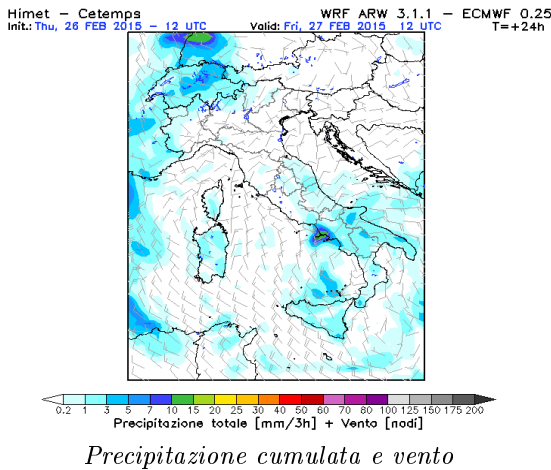 Himet – Cetemps WRF ARW 3.1.1 – ECMWF 0.25
Init.: Thu, 26 FEB 2015 – 12 UTC Valid: Fri, 27 FEB 2015 12 UTC T=+24h
0.2 1 3 5 7 10 15 20 25 30 40 50 60 70 80 90 100 125 150 175 200
Precipitazione totale [mm/3h] + Vento [nodi]
Precipitazione cumulata e vento